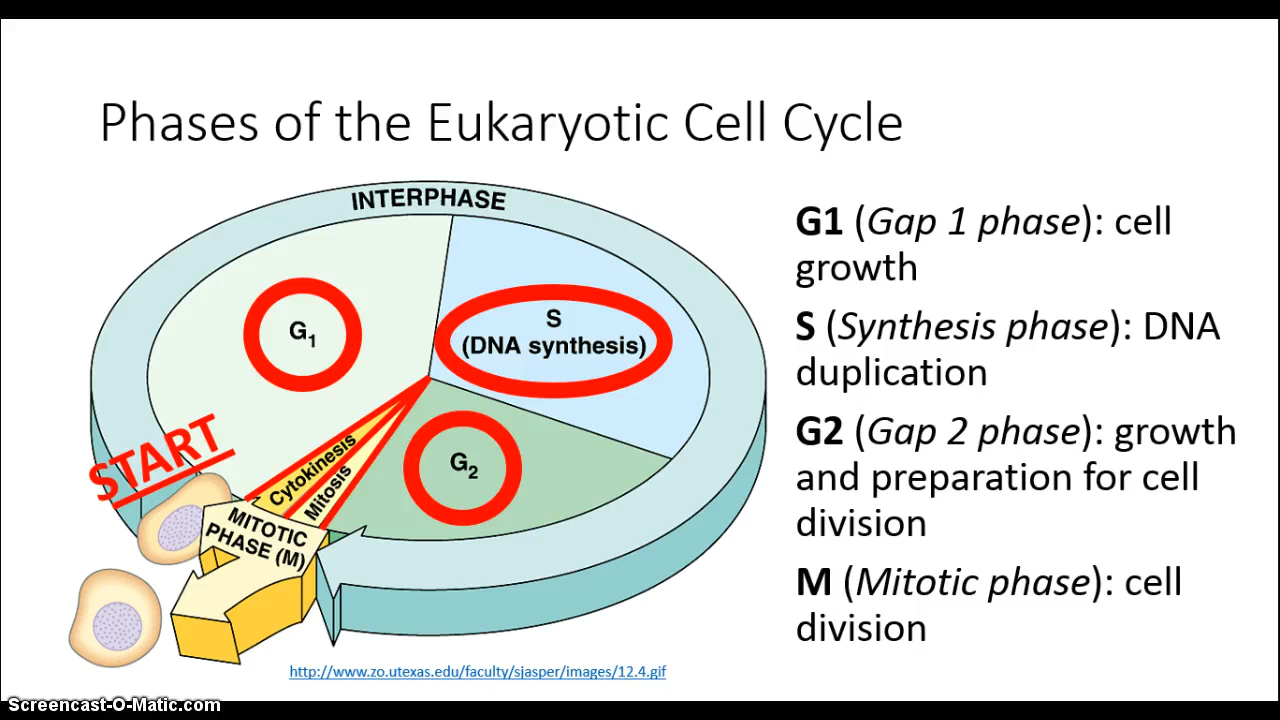 Phases of the Eukaryotic Cell Cycle
INTERPHASE
G1
S
(DNA synthesis)
G2
START
Cytokinesis
Mitosis
MITOTIC
PHASE (M)
G1 (Gap 1 phase): cell
growth
S (Synthesis phase): DNA
duplication
G2 (Gap 2 phase): growth
and preparation for cell
division
M (Mitotic phase): cell
division
http://www.zo.utexas.edu/faculty/sjasper/images/12.4.gif
Screencast-O-Matic.com